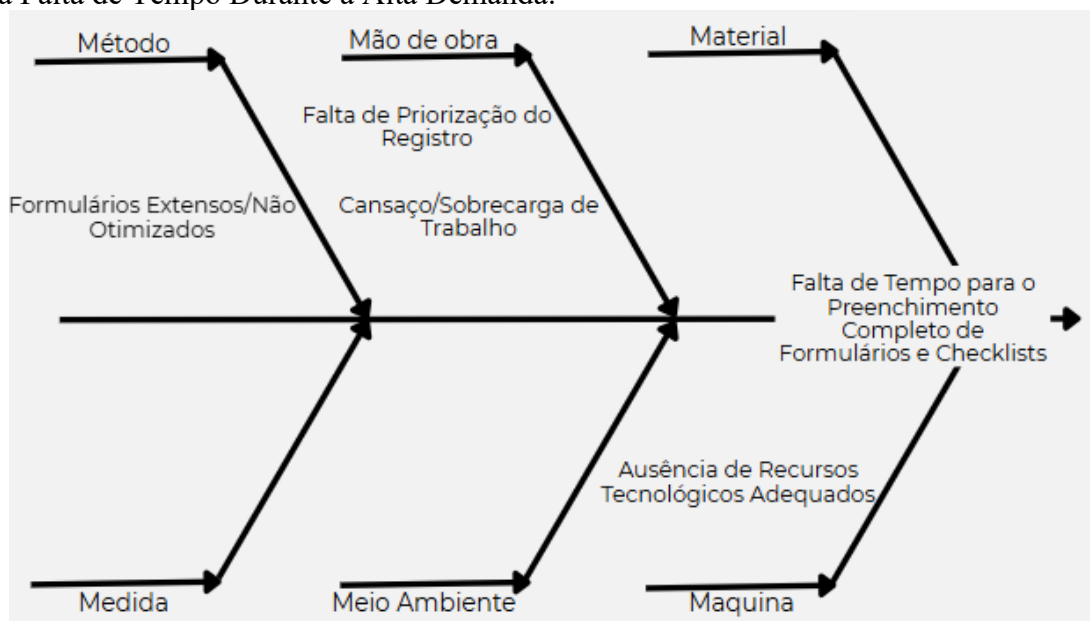 a Falta de Tempo Durante a Alta Demanda.
Método
Mão de obra
Material
Falta de Priorização do
Registro
Formulários Extensos/Não
Otimizados
Cansaço/Sobrecarga de
Trabalho
Falta de Tempo para o
Preenchimento
Completo de
Formulários e Checklists
Ausência de Recursos
Tecnológicos Adequados
Medida
Meio Ambiente
Maquina